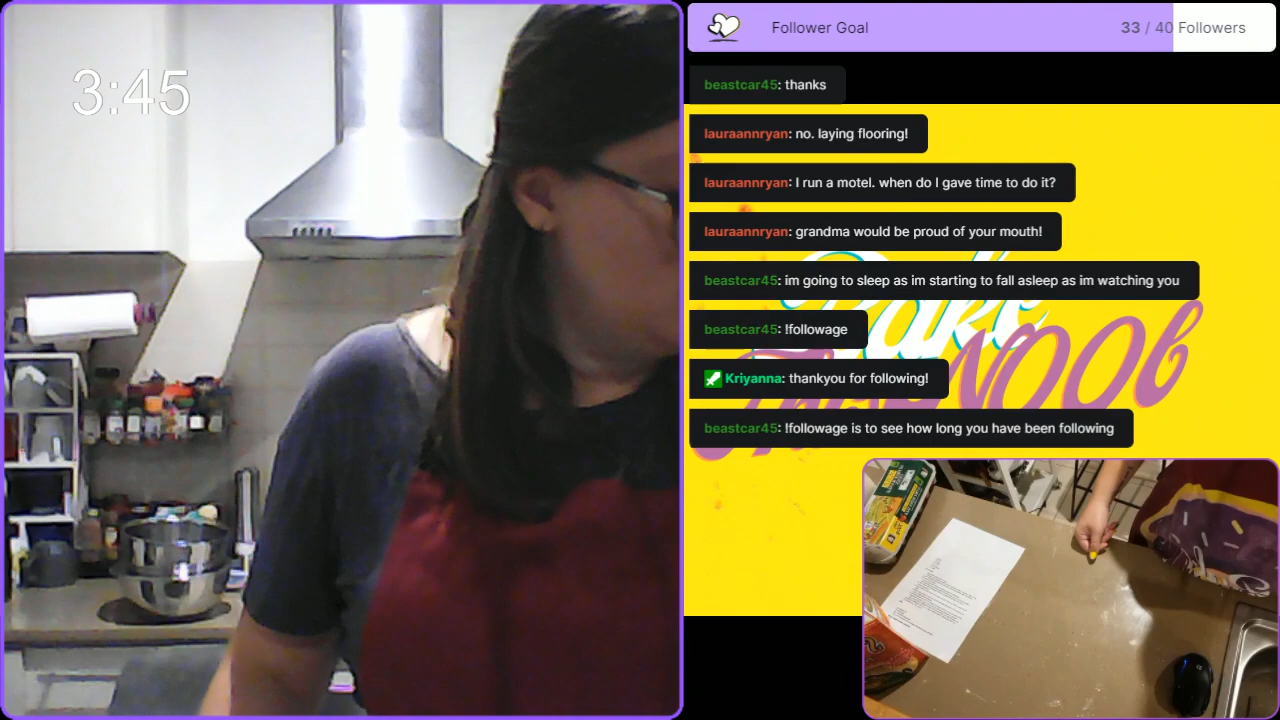 3:45
Follower Goal
33 / 40 Followers
beastcar45: thanks
lauraannryan: no. laying flooring!
lauraannryan: I run a motel. when do I gave time to do it?
lauraannryan: grandma would be proud of your mouth!
beastcar45: im going to sleep as im starting to fall asleep as im watching you
beastcar45: !followage
Kriyanna: thankyou for following!
beastcar45: !followage is to see how long you have been following
NOOb